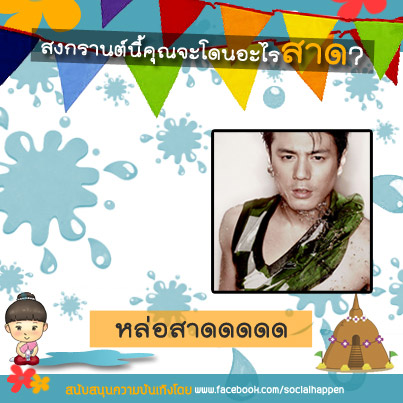 สงกรานต์นี้คุณจะโดนอะไรสาด?
หล่อสาดดดดด
สนับสนุนความบันเทิงโดย www.facebook.com/socialhappen